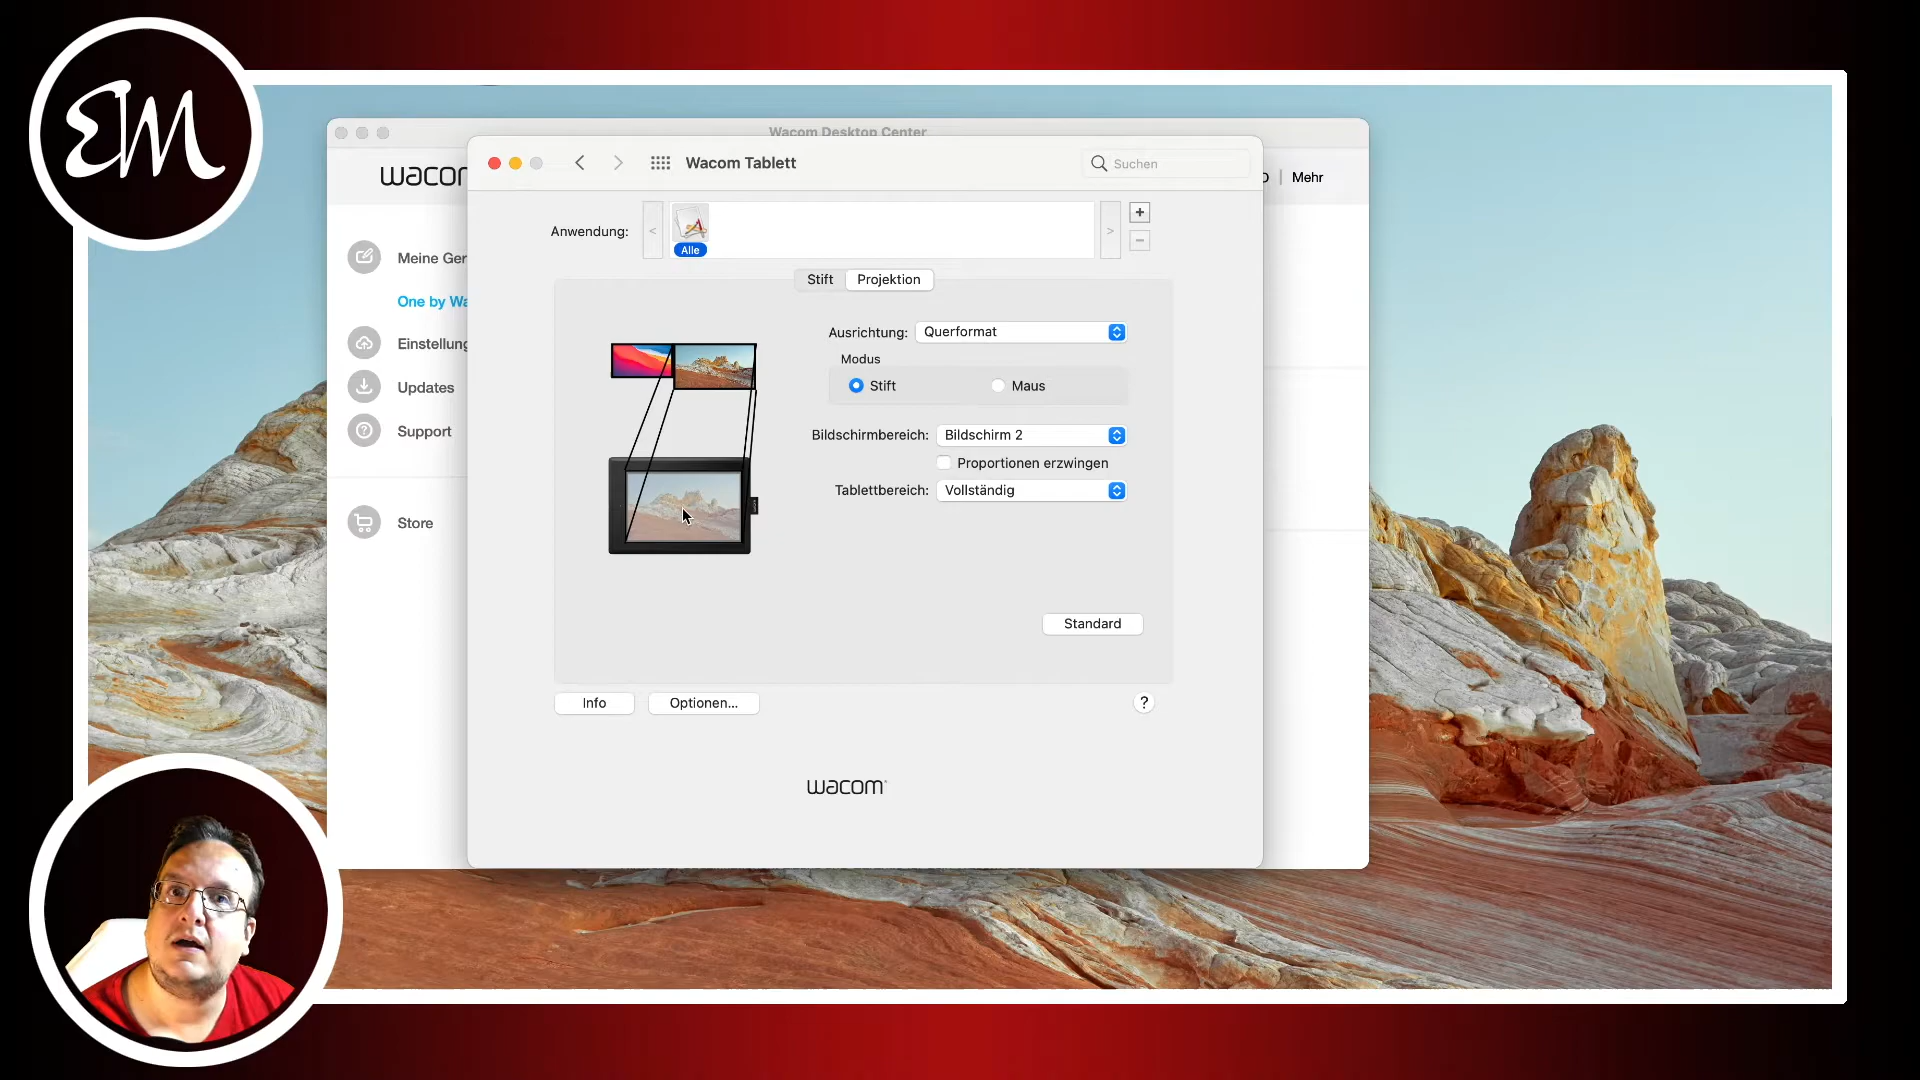 EM
Wacom Desktop Center
wacom
Mehr
Meine Ger
One by Wa
Einstellung
Updates
Support
Store
Wacom Tablett
Suchen
Anwendung:
<
Alle
>
+
−
Stift
Projektion
Ausrichtung:
Querformat
Modus
Stift
Maus
Bildschirmbereich:
Bildschirm 2
Proportionen erzwingen
Tablettbereich:
Vollständig
Standard
Info
Optionen...
?
wacom